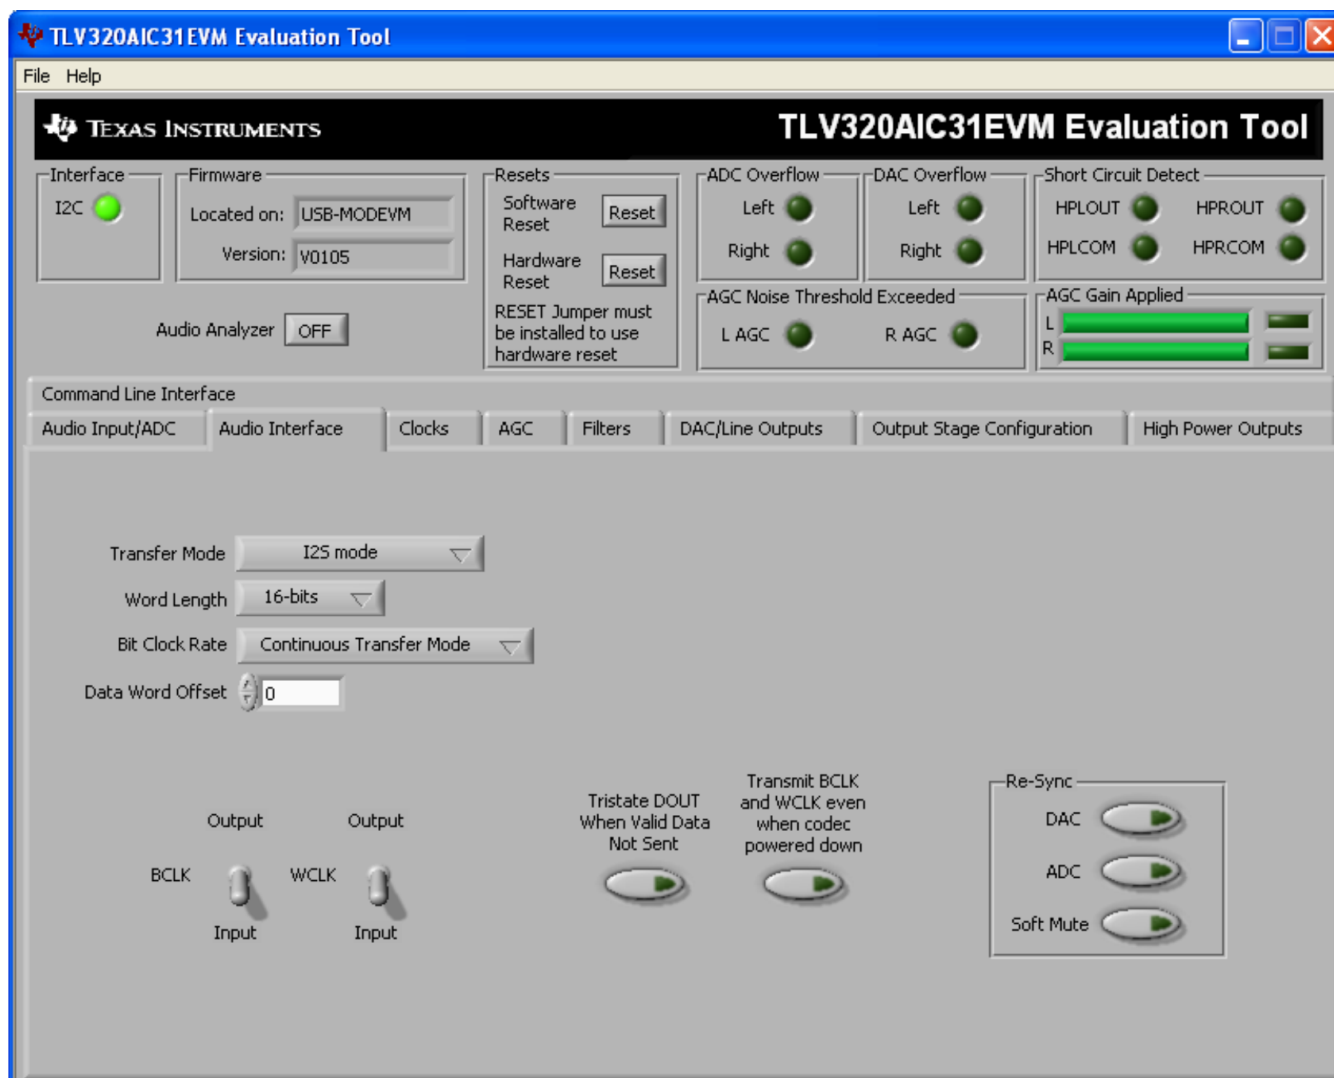 TLV320AIC31EVM Evaluation Tool
File Help
TEXAS INSTRUMENTS
TLV320AIC31EVM Evaluation Tool
Interface
I2C
Firmware
Located on: USB-MODEVM
Version: V0105
Audio Analyzer OFF
Resets
Software
Reset
Reset
Hardware
Reset
Reset
RESET Jumper must
be installed to use
hardware reset
ADC Overflow
Left
Right
DAC Overflow
Left
Right
Short Circuit Detect
HPLOUT HPROUT
HPLCOM HPRCOM
AGC Noise Threshold Exceeded
L AGC R AGC
AGC Gain Applied
L
R
Command Line Interface
Audio Input/ADC Audio Interface Clocks AGC Filters DAC/Line Outputs Output Stage Configuration High Power Outputs
Transfer Mode I2S mode
Word Length 16-bits
Bit Clock Rate Continuous Transfer Mode
Data Word Offset 0
Output Output
BCLK WCLK
Input Input
Tristate DOUT
When Valid Data
Not Sent
Transmit BCLK
and WCLK even
when codec
powered down
Re-Sync
DAC
ADC
Soft Mute